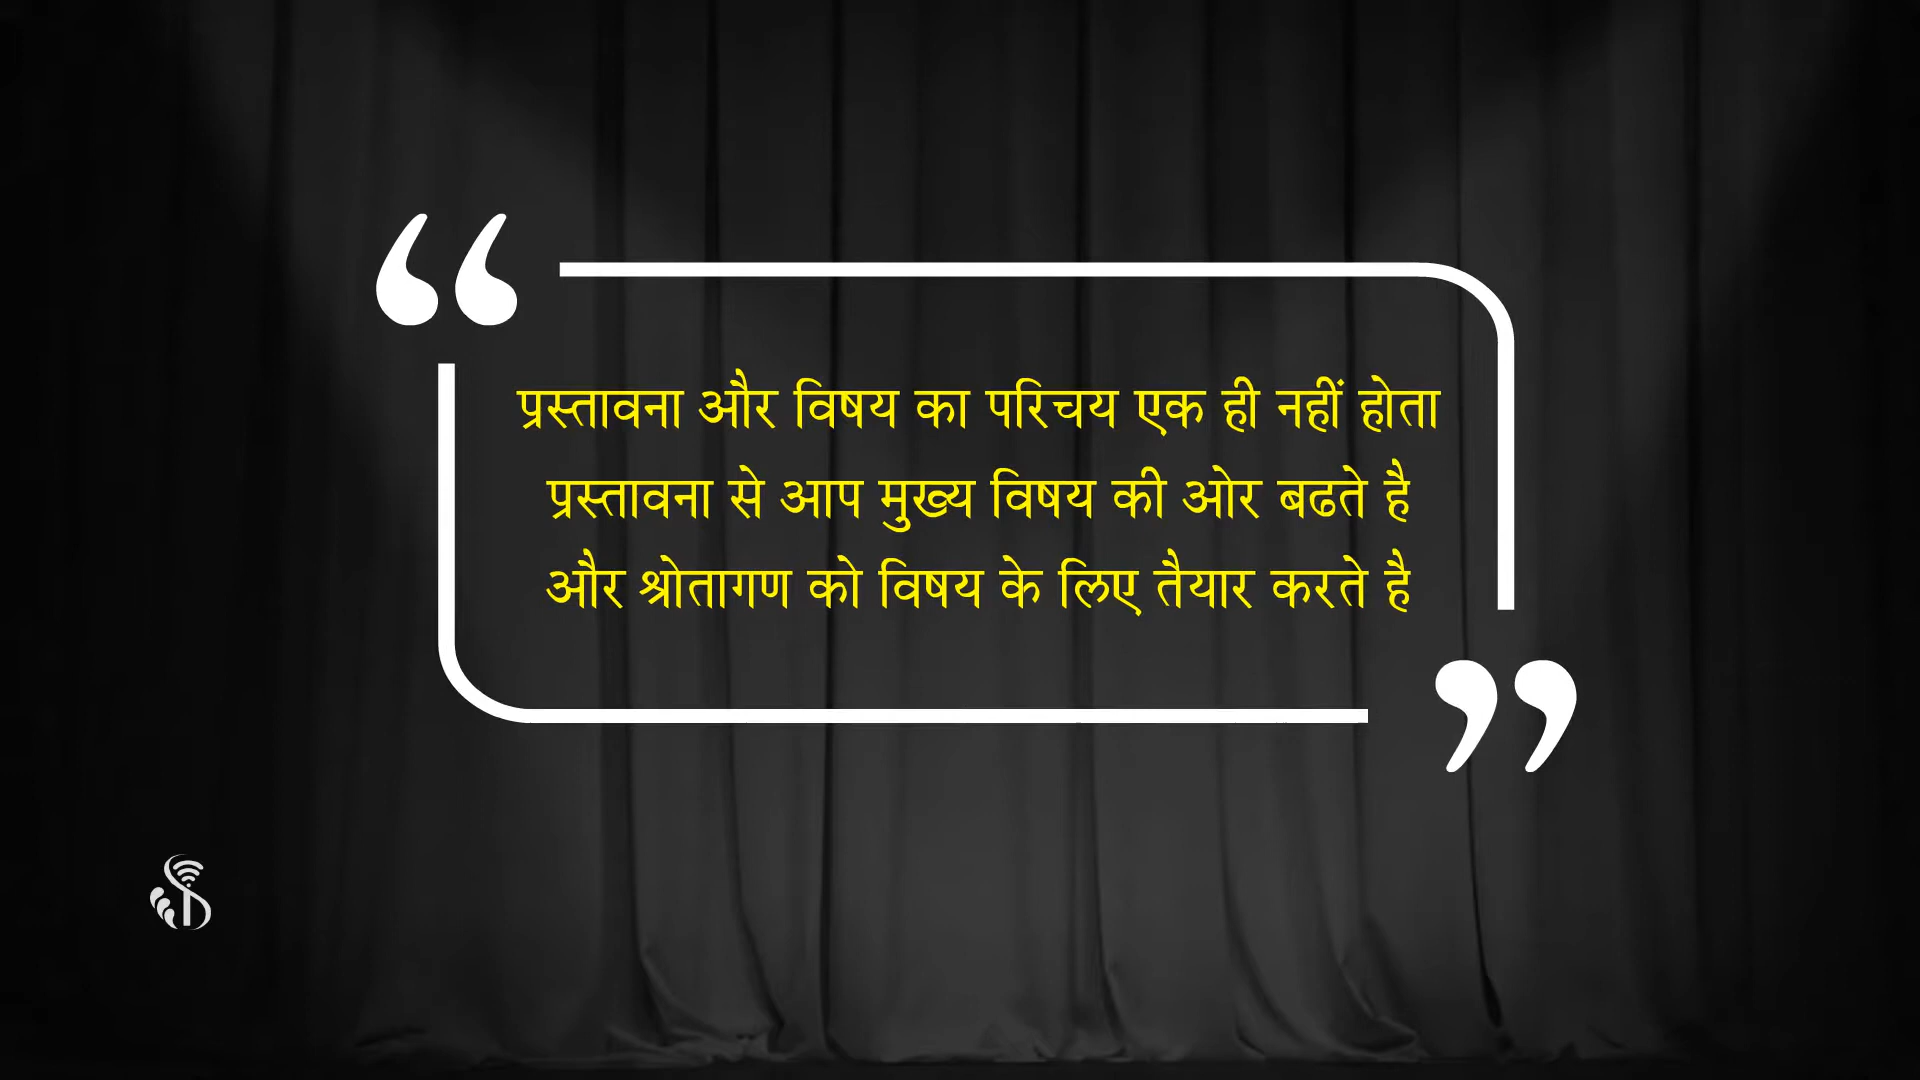 प्रस्तावना और विषय का परिचय एक ही नहीं होता
प्रस्तावना से आप मुख्य विषय की ओर बढते है
और श्रोतागण को विषय के लिए तैयार करते है